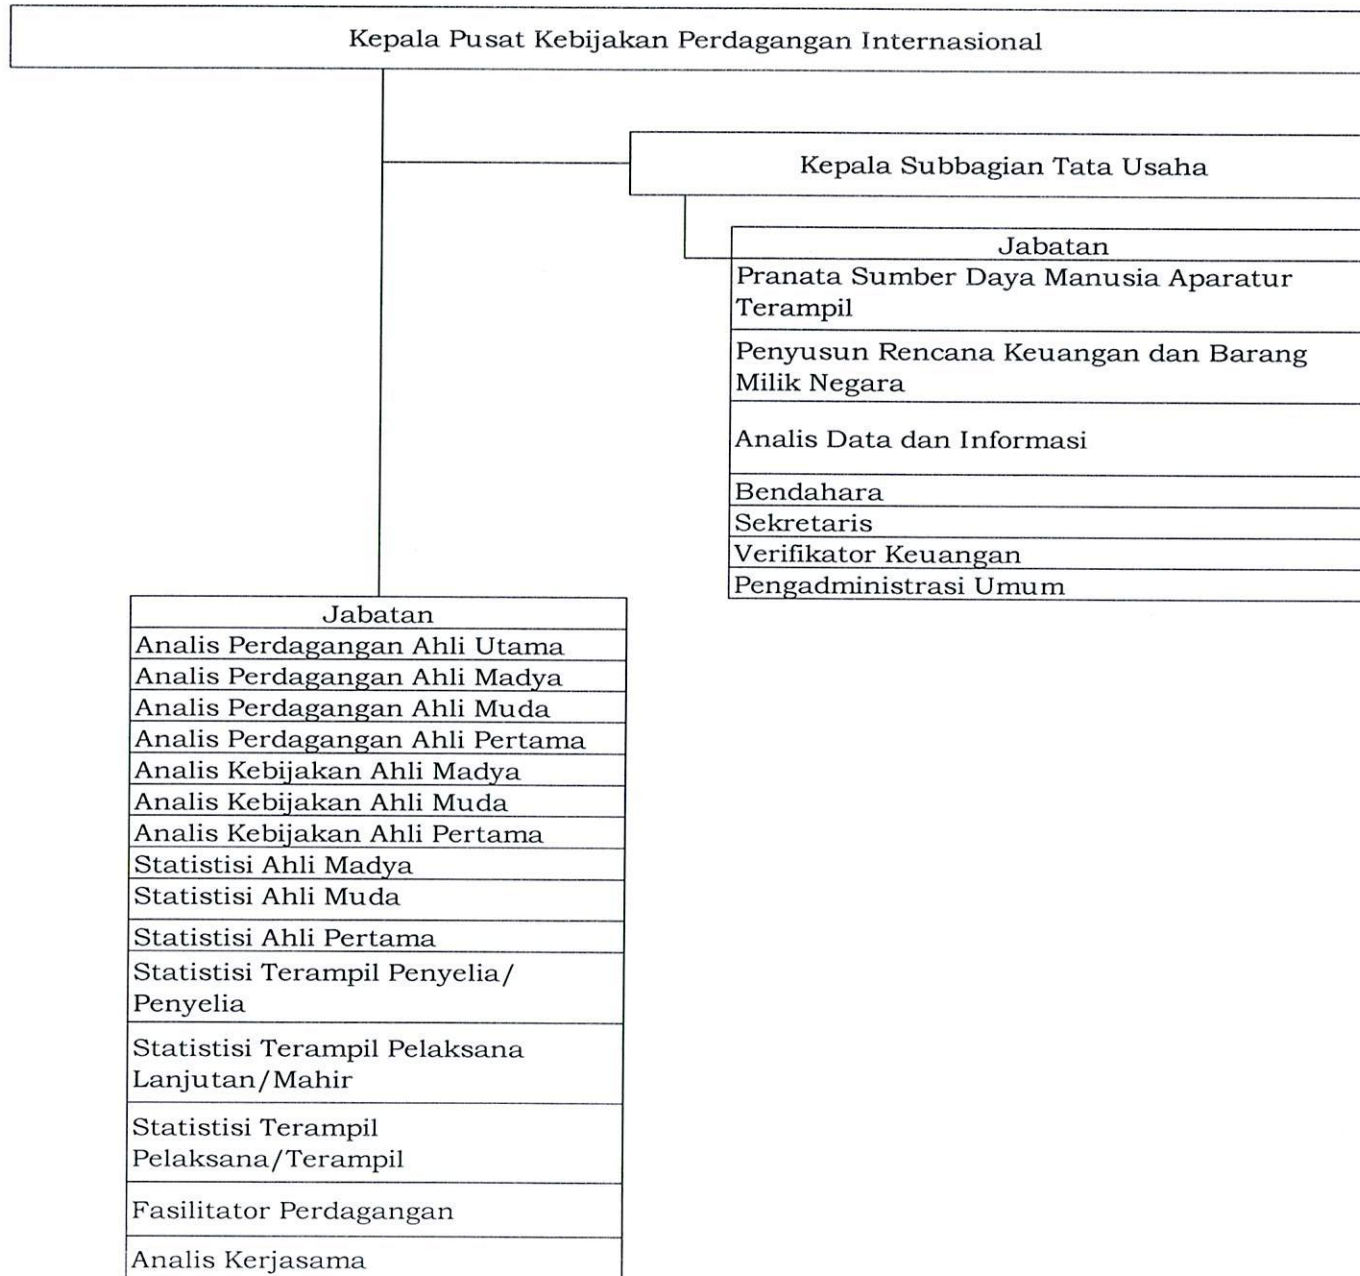 Kepala Pusat Kebijakan Perdagangan Internasional
Kepala Subbagian Tata Usaha
Jabatan
Pranata Sumber Daya Manusia Aparatur
Terampil
Penyusun Rencana Keuangan dan Barang
Milik Negara
Analis Data dan Informasi
Bendahara
Sekretaris
Verifikator Keuangan
Pengadministrasi Umum
Jabatan
Analis Perdagangan Ahli Utama
Analis Perdagangan Ahli Madya
Analis Perdagangan Ahli Muda
Analis Perdagangan Ahli Pertama
Analis Kebijakan Ahli Madya
Analis Kebijakan Ahli Muda
Analis Kebijakan Ahli Pertama
Statistisi Ahli Madya
Statistisi Ahli Muda
Statistisi Ahli Pertama
Statistisi Terampil Penyelia/
Penyelia
Statistisi Terampil Pelaksana
Lanjutan/Mahir
Statistisi Terampil
Pelaksana/Terampil
Fasilitator Perdagangan
Analis Kerjasama